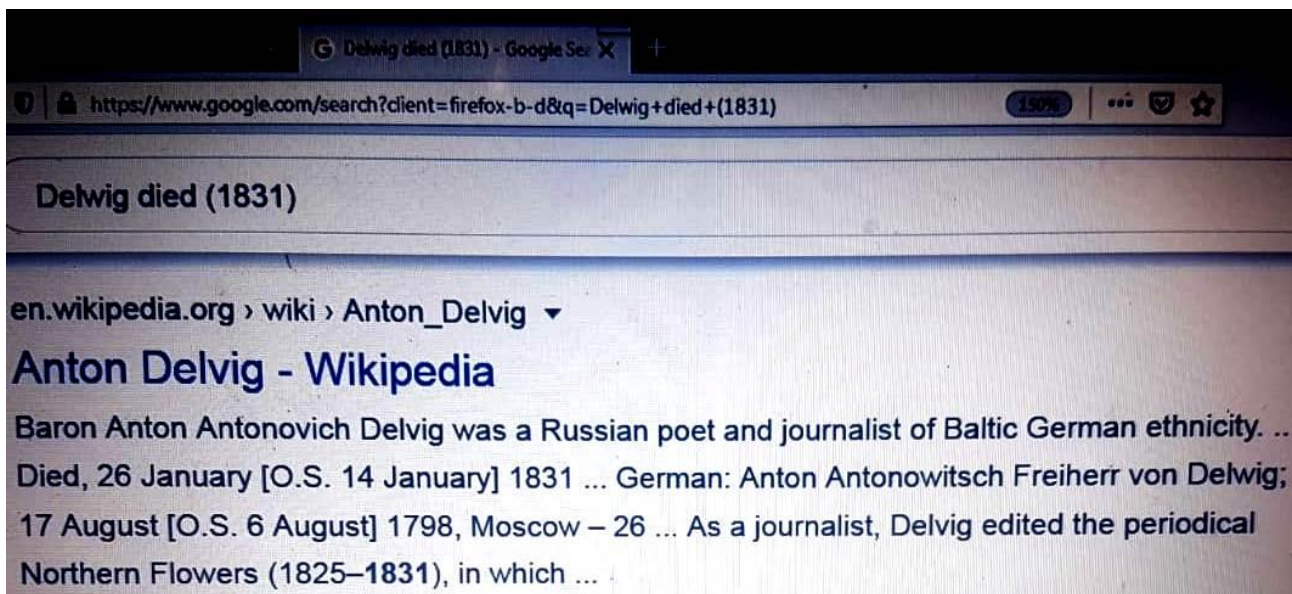 G Delwig died (1831) - Google Sea
https://www.google.com/search?client=firefox-b-d&q=Delwig+died+(1831)
150%
Delwig died (1831)
en.wikipedia.org › wiki › Anton_Delvig
Anton Delvig - Wikipedia
Baron Anton Antonovich Delvig was a Russian poet and journalist of Baltic German ethnicity. ..
Died, 26 January [O.S. 14 January] 1831 ... German: Anton Antonowitsch Freiherr von Delwig;
17 August [O.S. 6 August] 1798, Moscow – 26 ... As a journalist, Delvig edited the periodical
Northern Flowers (1825–1831), in which ...